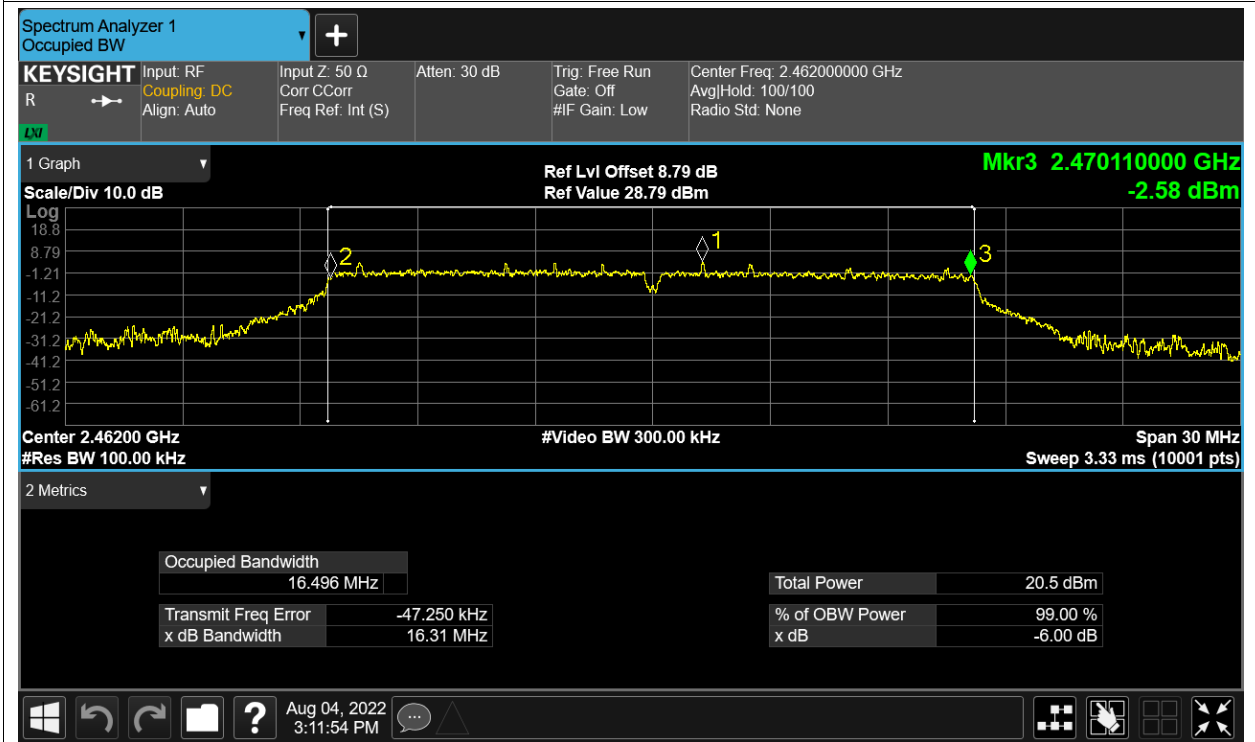 Spectrum Analyzer 1
Occupied BW
+
KEYSIGHT Input: RF Input Z: 50 Ω Atten: 30 dB Trig: Free Run Center Freq: 2.462000000 GHz
R Coupling: DC Corr CCorr Gate: Off Avg|Hold: 100/100
Align: Auto Freq Ref: Int (S) #IF Gain: Low Radio Std: None
LXI
1 Graph Ref Lvl Offset 8.79 dB Mkr3 2.470110000 GHz
Scale/Div 10.0 dB Ref Value 28.79 dBm -2.58 dBm
Log
18.8
8.79
-1.21
-11.2
-21.2
-31.2
-41.2
-51.2
-61.2
2
1
3
Center 2.46200 GHz #Video BW 300.00 kHz Span 30 MHz
#Res BW 100.00 kHz Sweep 3.33 ms (10001 pts)
2 Metrics
Occupied Bandwidth
16.496 MHz Total Power 20.5 dBm
Transmit Freq Error -47.250 kHz % of OBW Power 99.00 %
x dB Bandwidth 16.31 MHz x dB -6.00 dB
? Aug 04, 2022
3:11:54 PM